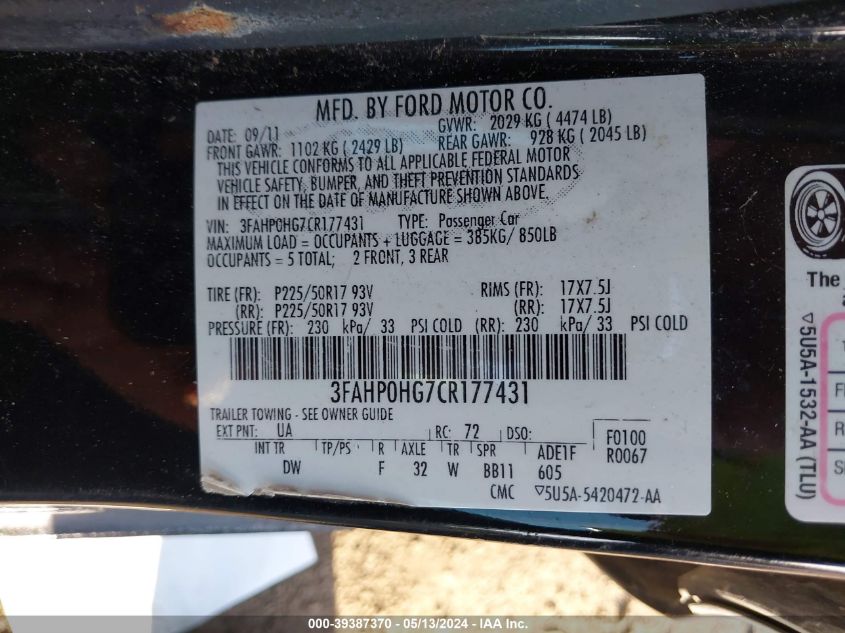 MFD. BY FORD MOTOR CO.
DATE: 09/11 GVWR: 2029 KG ( 4474 LB)
FRONT GAWR: 1102 KG ( 2429 LB) REAR GAWR: 928 KG ( 2045 LB)
THIS VEHICLE CONFORMS TO ALL APPLICABLE FEDERAL MOTOR
VEHICLE SAFETY, BUMPER, AND THEFT PREVENTION STANDARDS
IN EFFECT ON THE DATE OF MANUFACTURE SHOWN ABOVE.
VIN: 3FAHP0HG7CR177431 TYPE: Passenger Car
MAXIMUM LOAD = OCCUPANTS + LUGGAGE = 385KG/ 850LB
OCCUPANTS = 5 TOTAL; 2 FRONT, 3 REAR
TIRE (FR): P225/50R17 93V RIMS (FR): 17X7.5J
(RR): P225/50R17 93V (RR): 17X7.5J
PRESSURE (FR): 230 kPa/ 33 PSI COLD (RR): 230 kPa/ 33 PSI COLD
3FAHP0HG7CR177431
TRAILER TOWING - SEE OWNER GUIDE
EXT PNT: UA RC: 72 DSO: F0100
R0067
INT TR TP/PS R AXLE TR SPR ADE1F
DW F 32 W BB11 605
CMC ▽5U5A-5420472-AA
The
▽5U5A-1532-AA (TLU)
00-39387370 --- 05/13/2024 --- Copyright IAA, Inc.